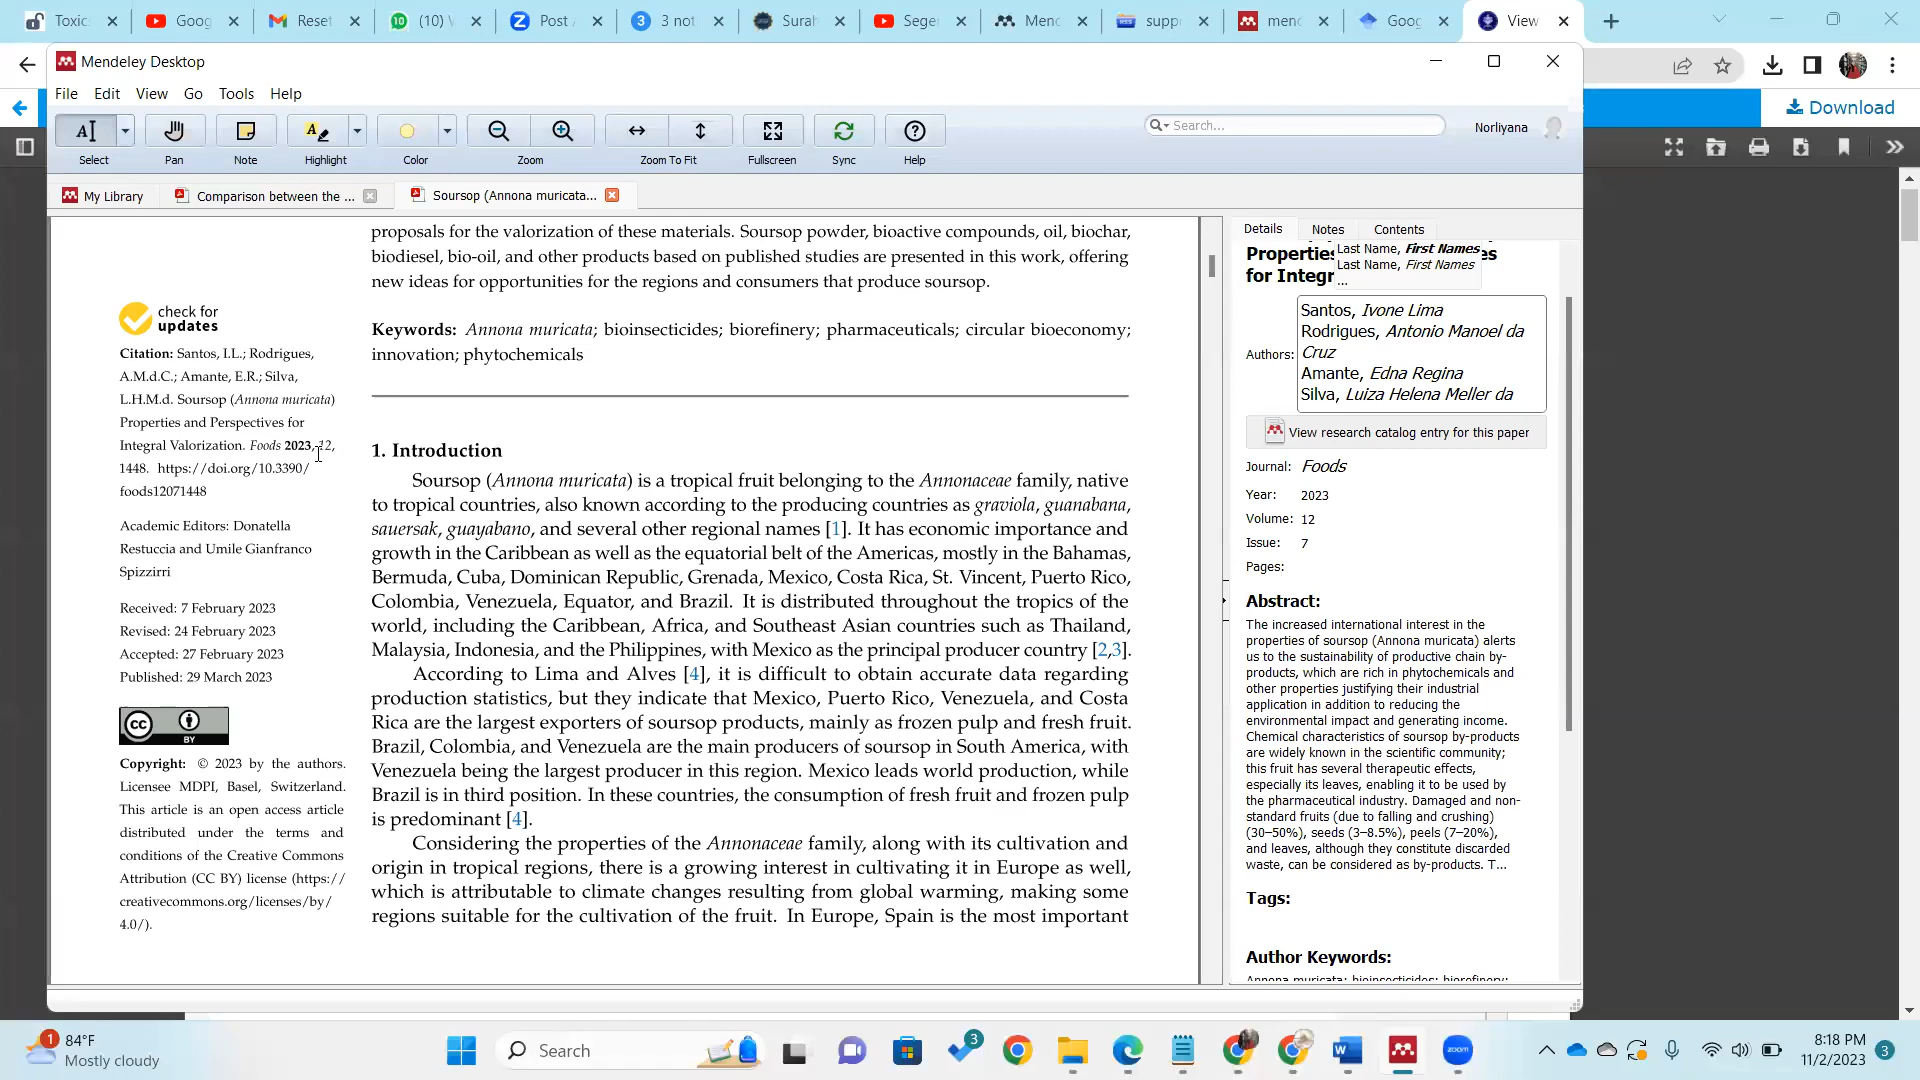 Toxic:
Goog
Reset
(10) V
Post
3 not
Surah
Seger
Menc
supp
menc
Goog
View
Mendeley Desktop
File Edit View Go Tools Help
Download
Select
Pan
Note
Highlight
Color
Zoom
Zoom To Fit
Fullscreen
Sync
Help
Search...
Norliyana
My Library
Comparison between the ...
Soursop (Annona muricata...
proposals for the valorization of these materials. Soursop powder, bioactive compounds, oil, biochar,
biodiesel, bio-oil, and other products based on published studies are presented in this work, offering
new ideas for opportunities for the regions and consumers that produce soursop.
Keywords: Annona muricata; bioinsecticides; biorefinery; pharmaceuticals; circular bioeconomy;
innovation; phytochemicals
check for
updates
Citation: Santos, I.L.; Rodrigues,
A.M.d.C.; Amante, E.R.; Silva,
L.H.M.d. Soursop (Annona muricata)
Properties and Perspectives for
Integral Valorization. Foods 2023, 12,
1448. https://doi.org/10.3390/
foods12071448
Academic Editors: Donatella
Restuccia and Umile Gianfranco
Spizzirri
Received: 7 February 2023
Revised: 24 February 2023
Accepted: 27 February 2023
Published: 29 March 2023
cc
BY
Copyright: © 2023 by the authors.
Licensee MDPI, Basel, Switzerland.
This article is an open access article
distributed under the terms and
conditions of the Creative Commons
Attribution (CC BY) license (https://
creativecommons.org/licenses/by/
4.0/).
1. Introduction
Soursop (Annona muricata) is a tropical fruit belonging to the Annonaceae family, native
to tropical countries, also known according to the producing countries as graviola, guanabana,
sauersak, guayabano, and several other regional names [1]. It has economic importance and
growth in the Caribbean as well as the equatorial belt of the Americas, mostly in the Bahamas,
Bermuda, Cuba, Dominican Republic, Grenada, Mexico, Costa Rica, St. Vincent, Puerto Rico,
Colombia, Venezuela, Equator, and Brazil. It is distributed throughout the tropics of the
world, including the Caribbean, Africa, and Southeast Asian countries such as Thailand,
Malaysia, Indonesia, and the Philippines, with Mexico as the principal producer country [2,3].
According to Lima and Alves [4], it is difficult to obtain accurate data regarding
production statistics, but they indicate that Mexico, Puerto Rico, Venezuela, and Costa
Rica are the largest exporters of soursop products, mainly as frozen pulp and fresh fruit.
Brazil, Colombia, and Venezuela are the main producers of soursop in South America, with
Venezuela being the largest producer in this region. Mexico leads world production, while
Brazil is in third position. In these countries, the consumption of fresh fruit and frozen pulp
is predominant [4].
Considering the properties of the Annonaceae family, along with its cultivation and
origin in tropical regions, there is a growing interest in cultivating it in Europe as well,
which is attributable to climate changes resulting from global warming, making some
regions suitable for the cultivation of the fruit. In Europe, Spain is the most important
Details
Notes
Contents
Last Name, First Names
Last Name, First Names
...
for Integr
Authors:
Santos, Ivone Lima
Rodrigues, Antonio Manoel da
Cruz
Amante, Edna Regina
Silva, Luiza Helena Meller da
View research catalog entry for this paper
Journal: Foods
Year: 2023
Volume: 12
Issue: 7
Pages:
Abstract:
The increased international interest in the
properties of soursop (Annona muricata) alerts
us to the sustainability of productive chain by-
products, which are rich in phytochemicals and
other properties justifying their industrial
application in addition to reducing the
environmental impact and generating income.
Chemical characteristics of soursop by-products
are widely known in the scientific community;
this fruit has several therapeutic effects,
especially its leaves, enabling it to be used by
the pharmaceutical industry. Damaged and non-
standard fruits (due to falling and crushing)
(30–50%), seeds (3–8.5%), peels (7–20%),
and leaves, although they constitute discarded
waste, can be considered as by-products. T...
Tags:
Author Keywords:
Annona muricata; bioinsecticides; biorefinery;
1
84°F
Mostly cloudy
Search
3
zoom
8:18 PM
11/2/2023
3